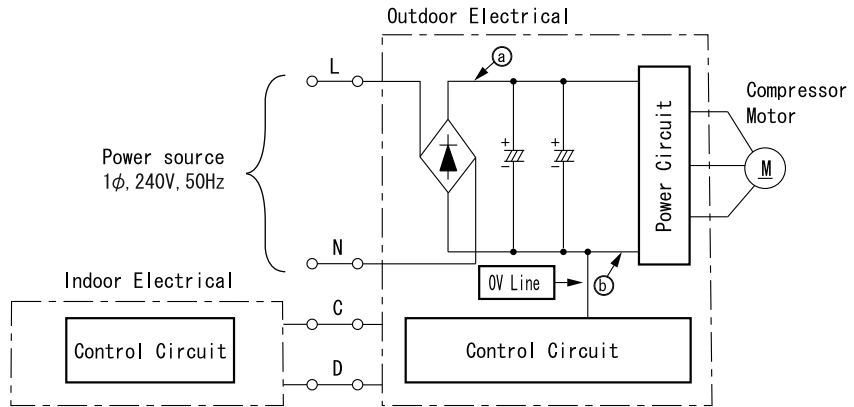 Outdoor Electrical
L
ⓐ
Compressor
Motor
Power source
1φ, 240V, 50Hz
+
−
+
−
Power Circuit
M
N
Indoor Electrical
0V Line
ⓑ
C
Control Circuit
Control Circuit
D